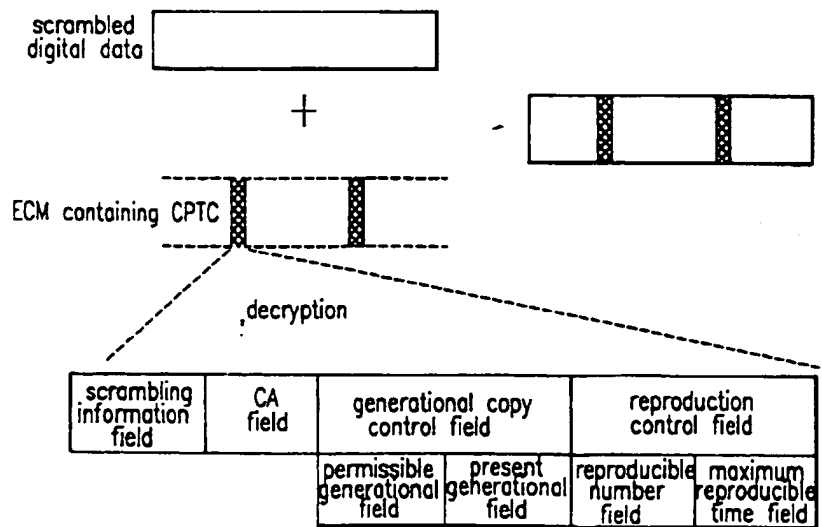 scrambled
digital data
+
ECM containing CPTC
decryption
scrambling
information
field
CA
field
generational copy
control field
reproduction
control field
permissible
generational
field
present
generational field
reproducible
number
field
maximum
reproducible
time field